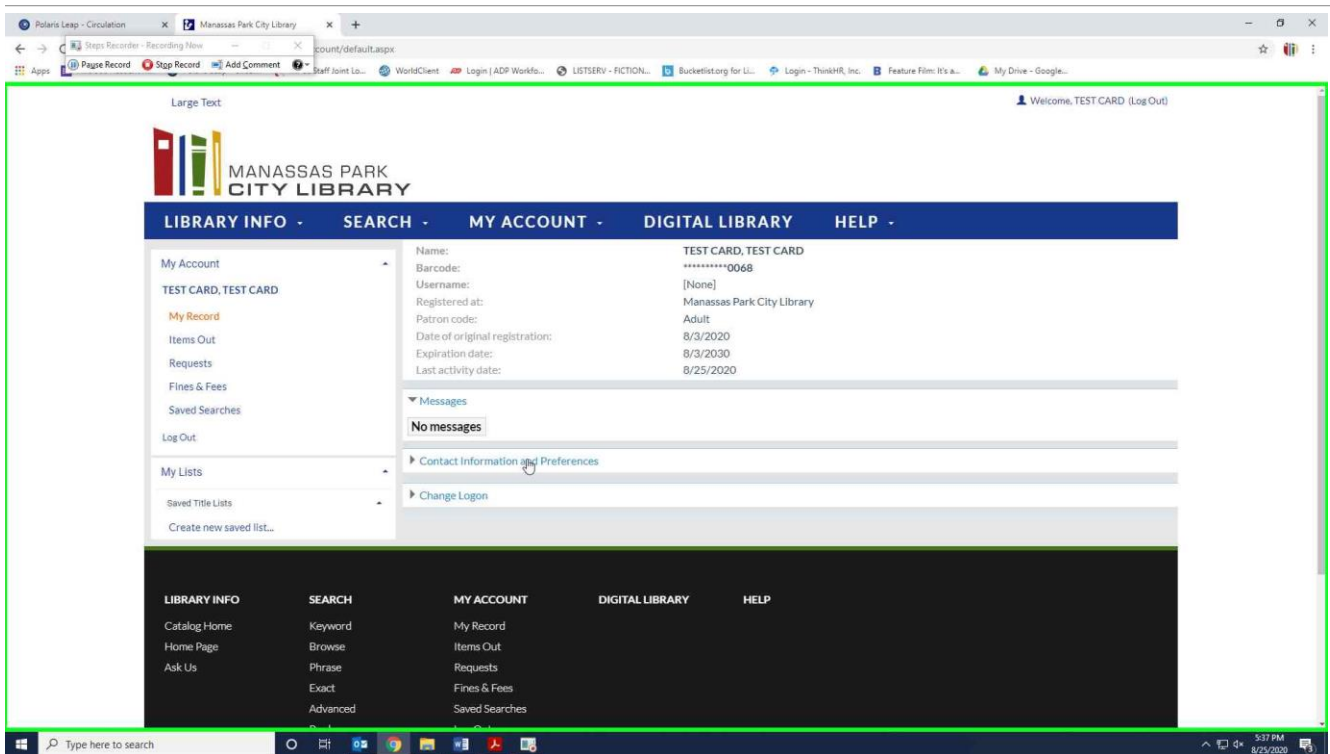 Polaris Leap - Circulation
Manassas Park City Library
Steps Recorder - Recording Now
count/default.aspx
Apps
Pause Record Stop Record Add Comment
Staff Joint Lo... WorldClient Login | ADP Workfo... LISTSERV - FICTION... Bucketlist.org for Li... Login - ThinkHR, Inc. Feature Film: It's a... My Drive - Google...
Large Text
Welcome, TEST CARD (Log Out)
MANASSAS PARK
CITY LIBRARY
LIBRARY INFO - SEARCH - MY ACCOUNT - DIGITAL LIBRARY HELP -
My Account
TEST CARD, TEST CARD
My Record
Items Out
Requests
Fines & Fees
Saved Searches
Log Out
My Lists
Saved Title Lists
Create new saved list...
Name: TEST CARD, TEST CARD
Barcode: **********0068
Username: [None]
Registered at: Manassas Park City Library
Patron code: Adult
Date of original registration: 8/3/2020
Expiration date: 8/3/2030
Last activity date: 8/25/2020
Messages
No messages
Contact Information and Preferences
Change Logon
LIBRARY INFO
Catalog Home
Home Page
Ask Us
SEARCH
Keyword
Browse
Phrase
Exact
Advanced
MY ACCOUNT
My Record
Items Out
Requests
Fines & Fees
Saved Searches
DIGITAL LIBRARY
HELP
Type here to search
5:37 PM
8/25/2020